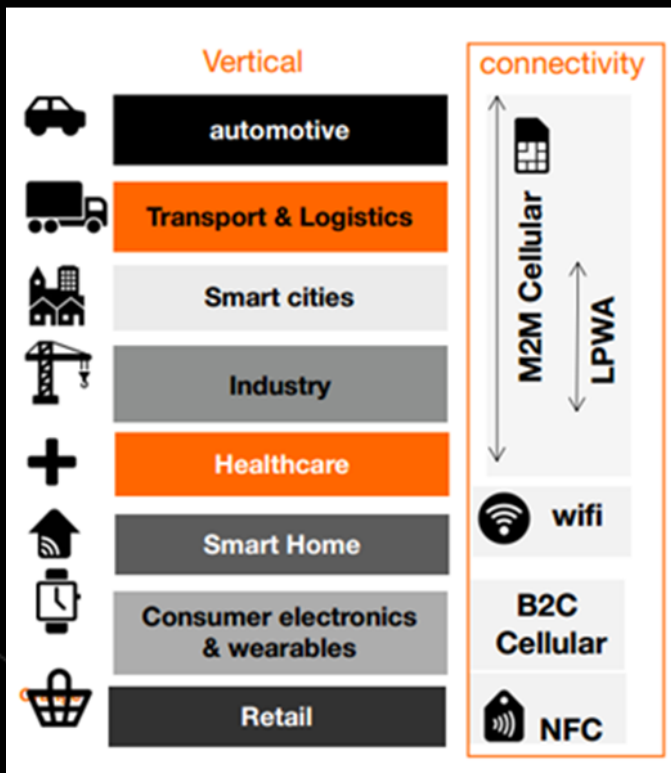 Vertical
connectivity
automotive
Transport & Logistics
Smart cities
Industry
Healthcare
Smart Home
Consumer electronics
& wearables
Retail
M2M Cellular
LPWA
wifi
B2C
Cellular
NFC